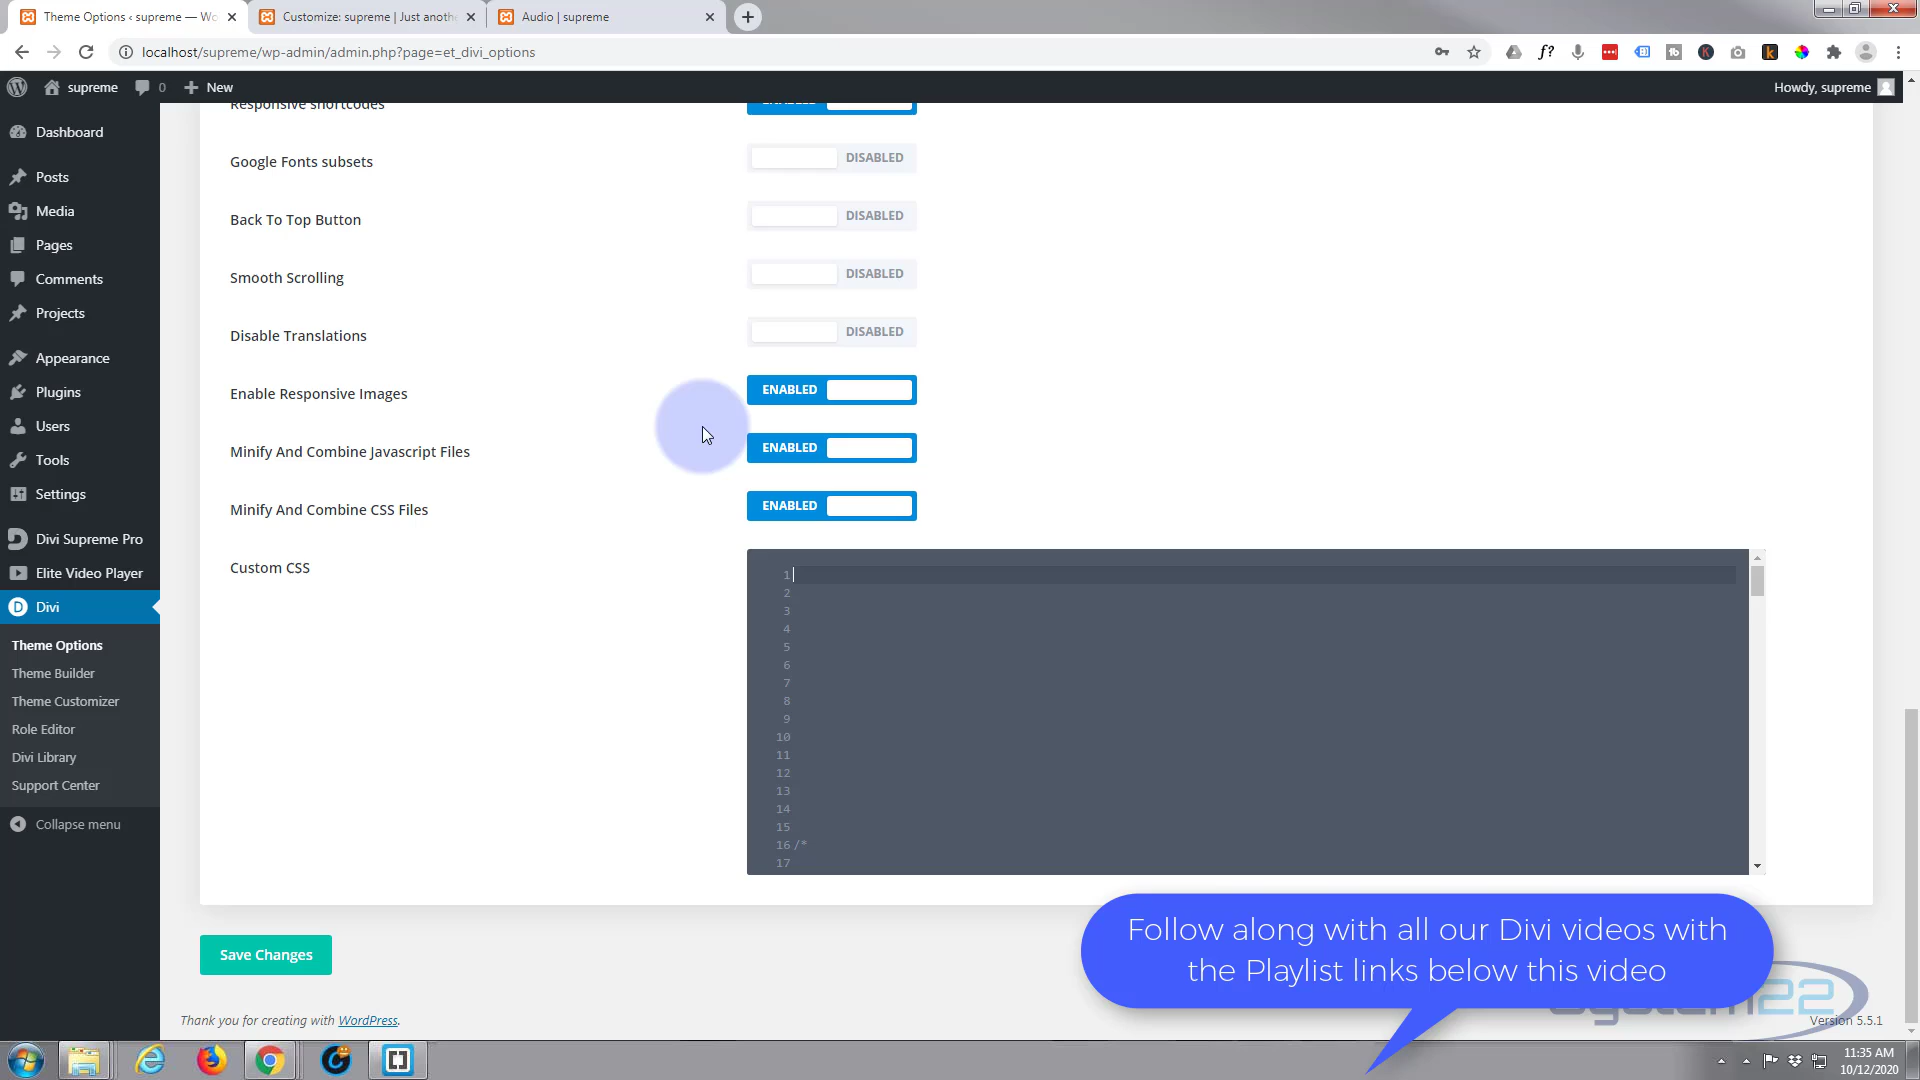 Theme Options ‹ supreme — Wo
Customize: supreme | Just anothe
Audio | supreme
localhost/supreme/wp-admin/admin.php?page=et_divi_options
supreme
0
New
Howdy, supreme
Dashboard
Posts
Media
Pages
Comments
Projects
Appearance
Plugins
Users
Tools
Settings
Divi Supreme Pro
Elite Video Player
Divi
Theme Options
Theme Builder
Theme Customizer
Role Editor
Divi Library
Support Center
Collapse menu
Responsive shortcodes
ENABLED
Google Fonts subsets
DISABLED
Back To Top Button
DISABLED
Smooth Scrolling
DISABLED
Disable Translations
DISABLED
Enable Responsive Images
ENABLED
Minify And Combine Javascript Files
ENABLED
Minify And Combine CSS Files
ENABLED
Custom CSS
1
2
3
4
5
6
7
8
9
10
11
12
13
14
15
16 /*
17
Save Changes
Follow along with all our Divi videos with
the Playlist links below this video
system22
Thank you for creating with WordPress.
Version 5.5.1
11:35 AM
10/12/2020